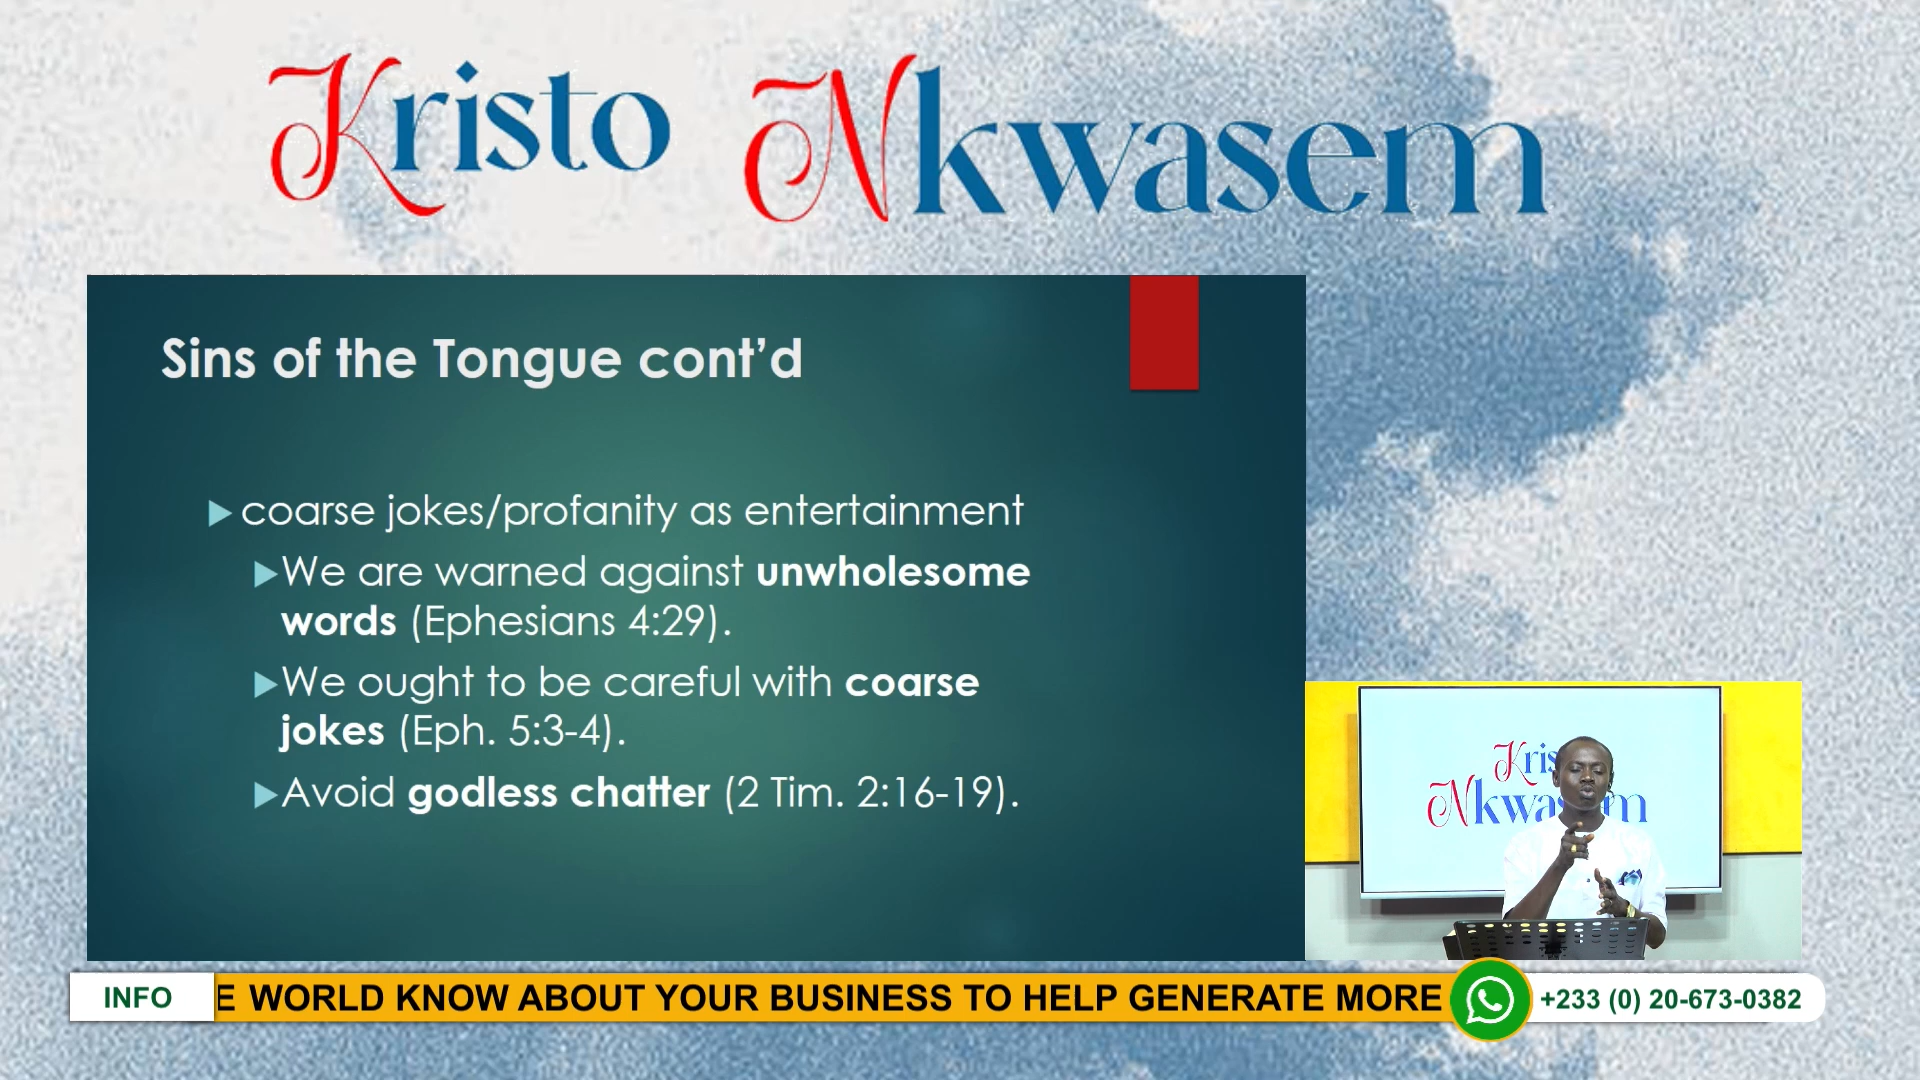 Kristo Nkwasem
Sins of the Tongue cont’d
coarse jokes/profanity as entertainment
We are warned against unwholesome
words (Ephesians 4:29).
We ought to be careful with coarse
jokes (Eph. 5:3-4).
Avoid godless chatter (2 Tim. 2:16-19).
Kris
Nkwas m
INFO
E WORLD KNOW ABOUT YOUR BUSINESS TO HELP GENERATE MORE
+233 (0) 20-673-0382